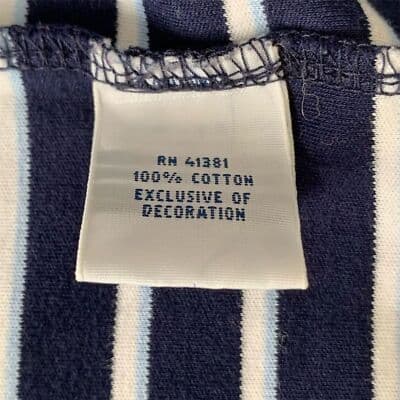 RN 41381
100% COTTON
EXCLUSIVE OF
DECORATION